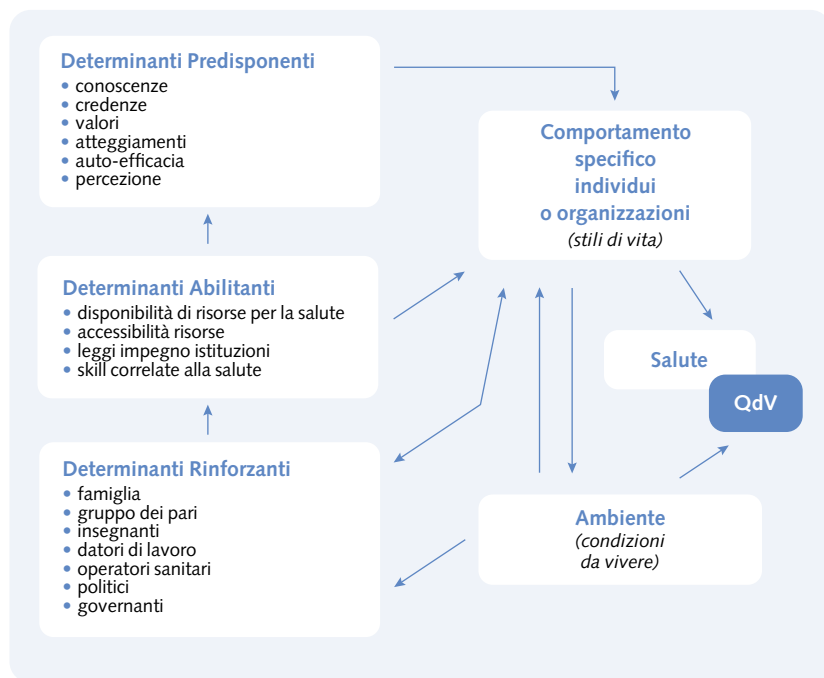 Determinanti Predisponenti
• conoscenze
• credenze
• valori
• atteggiamenti
• auto-efficacia
• percezione
Determinanti Abilitanti
• disponibilità di risorse per la salute
• accessibilità risorse
• leggi impegno istituzioni
• skill correlate alla salute
Determinanti Rinforzanti
• famiglia
• gruppo dei pari
• insegnanti
• datori di lavoro
• operatori sanitari
• politici
• governanti
Comportamento
specifico
individui
o organizzazioni
(stili di vita)
Salute
QdV
Ambiente
(condizioni
da vivere)